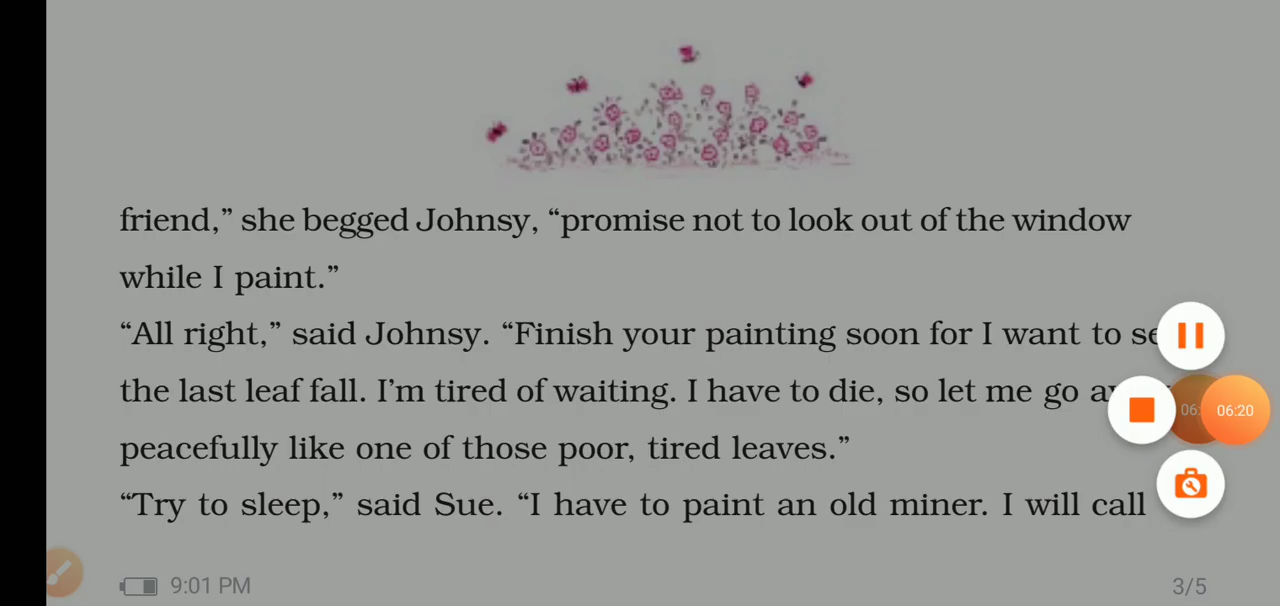 friend,” she begged Johnsy, “promise not to look out of the window
while I paint.”
“All right,” said Johnsy. “Finish your painting soon for I want to
the last leaf fall. I’m tired of waiting. I have to die, so let me go
peacefully like one of those poor, tired leaves.”
“Try to sleep,” said Sue. “I have to paint an old miner. I will call
06:20
9:01 PM
3/5